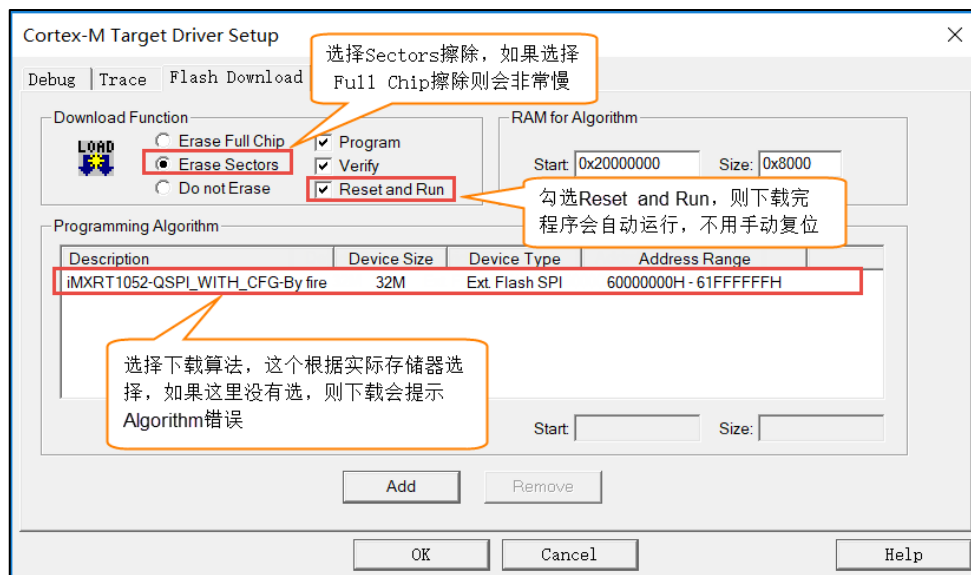 Cortex-M Target Driver Setup
选择Sectors擦除，如果选择
Full Chip擦除则会非常慢
Debug Trace Flash Download
Download Function
RAM for Algorithm
LOAD
Erase Full Chip
Program
Erase Sectors
Verify
Start: 0x20000000 Size: 0x8000
Do not Erase
Reset and Run
勾选Reset and Run，则下载完
程序会自动运行，不用手动复位
Programming Algorithm
Description Device Size Device Type Address Range
iMXRT1052-QSPI_WITH_CFG-By fire 32M Ext. Flash SPI 60000000H - 61FFFFFFH
选择下载算法，这个根据实际存储器选
择，如果这里没有选，则下载会提示
Algorithm错误
Start: Size:
Add Remove
OK Cancel Help